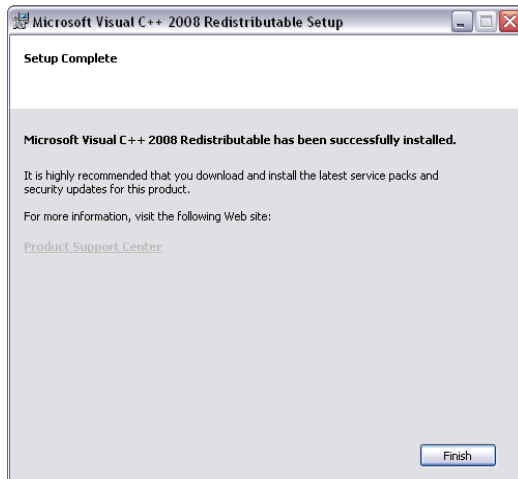 Microsoft Visual C++ 2008 Redistributable Setup
Setup Complete
Microsoft Visual C++ 2008 Redistributable has been successfully installed.
It is highly recommended that you download and install the latest service packs and
security updates for this product.
For more information, visit the following Web site:
Product Support Center
Finish